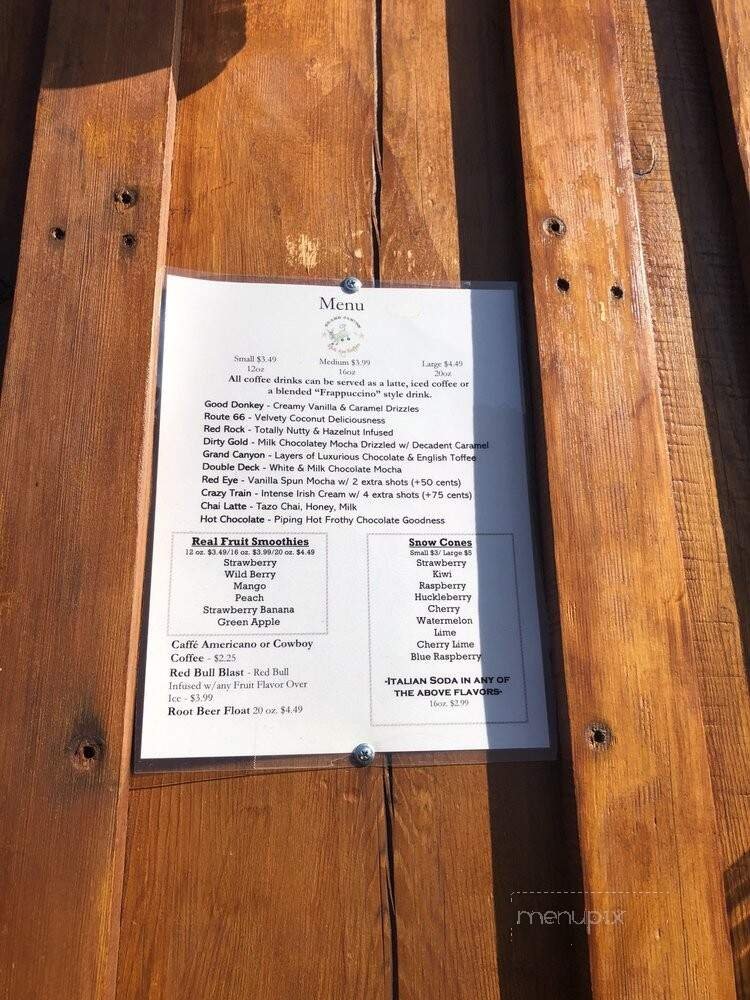 Menu
Small $3.49 Medium $3.99 Large $4.49
12oz 16oz 20oz
All coffee drinks can be served as a latte, iced coffee or
a blended "Frappuccino" style drink.
Good Donkey - Creamy Vanilla & Caramel Drizzles
Route 66 - Velvety Coconut Deliciousness
Red Rock - Totally Nutty & Hazelnut Infused
Dirty Gold - Milk Chocolatey Mocha Drizzled w/ Decadent Caramel
Grand Canyon - Layers of Luxurious Chocolate & English Toffee
Double Deck - White & Milk Chocolate Mocha
Red Eye - Vanilla Spun Mocha w/ 2 extra shots (+50 cents)
Crazy Train - Intense Irish Cream w/ 4 extra shots (+75 cents)
Chai Latte - Tazo Chai, Honey, Milk
Hot Chocolate - Piping Hot Frothy Chocolate Goodness
Real Fruit Smoothies
12 oz. $3.49/16 oz. $3.99/20 oz. $4.49
Strawberry
Wild Berry
Mango
Peach
Strawberry Banana
Green Apple
Caffé Americano or Cowboy
Coffee - $2.25
Red Bull Blast - Red Bull
Infused w/any Fruit Flavor Over
Ice - $3.99
Root Beer Float 20 oz. $4.49
Snow Cones
Small $3/ Large $5
Strawberry
Kiwi
Raspberry
Huckleberry
Cherry
Watermelon
Lime
Cherry Lime
Blue Raspberry
-Italian Soda in any of
the above flavors-
16oz. $2.99
menupix